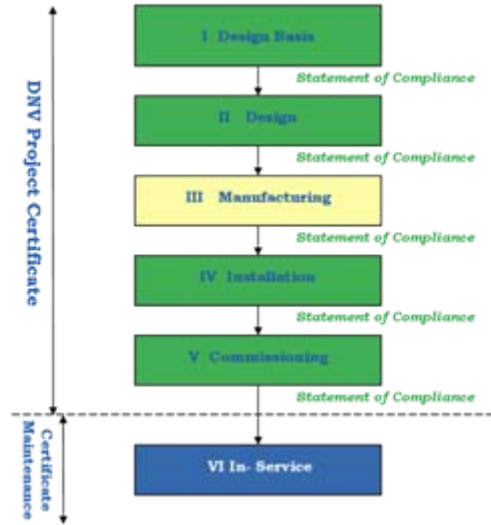 I Design Basis
Statement of Compliance
II Design
Statement of Compliance
III Manufacturing
Statement of Compliance
IV Installation
Statement of Compliance
V Commissioning
Statement of Compliance
DNV Project Certificate
VI In- Service
Certificate
Maintenance